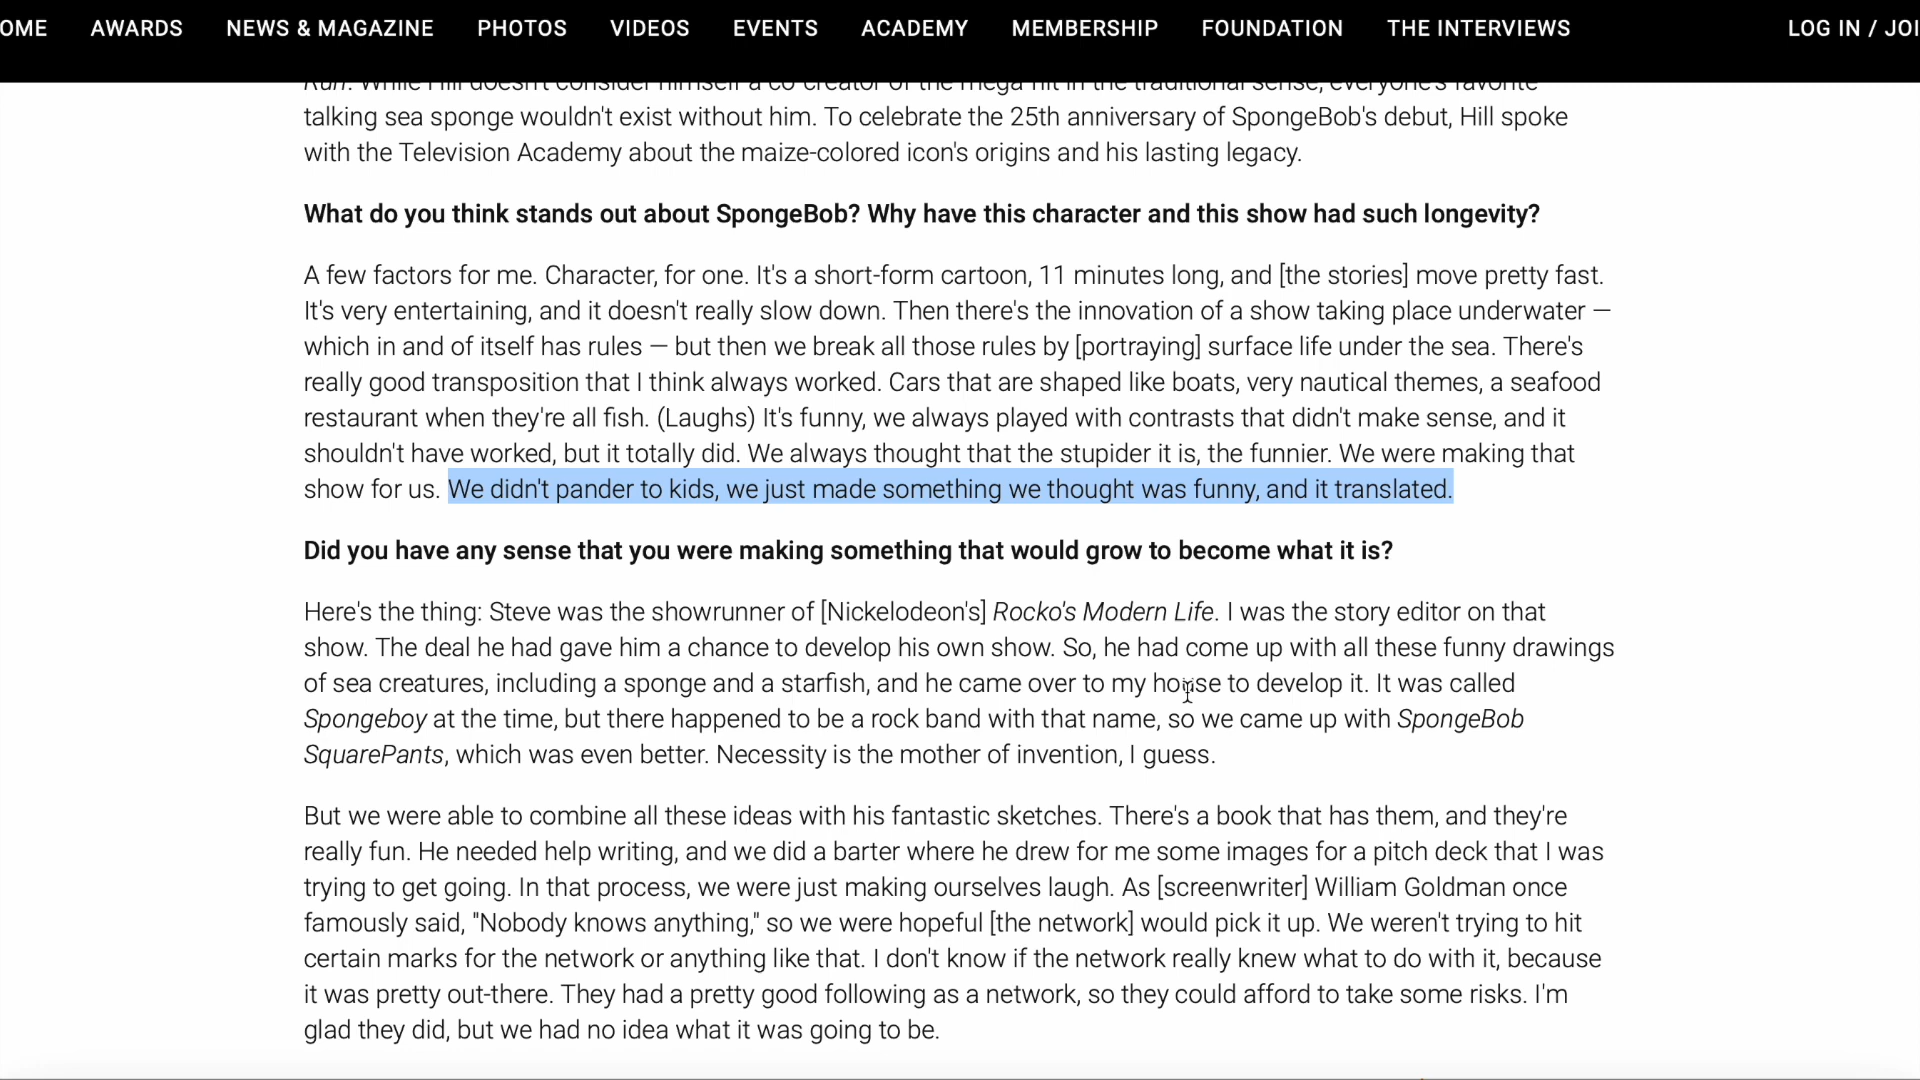 OME AWARDS NEWS & MAGAZINE PHOTOS VIDEOS EVENTS ACADEMY MEMBERSHIP FOUNDATION THE INTERVIEWS LOG IN / JOI
Run. While Hill doesn't consider himself a co-creator of the mega-hit in the traditional sense, everyone's favorite
talking sea sponge wouldn't exist without him. To celebrate the 25th anniversary of SpongeBob's debut, Hill spoke
with the Television Academy about the maize-colored icon's origins and his lasting legacy.
What do you think stands out about SpongeBob? Why have this character and this show had such longevity?
A few factors for me. Character, for one. It's a short-form cartoon, 11 minutes long, and [the stories] move pretty fast.
It's very entertaining, and it doesn't really slow down. Then there's the innovation of a show taking place underwater —
which in and of itself has rules — but then we break all those rules by [portraying] surface life under the sea. There's
really good transposition that I think always worked. Cars that are shaped like boats, very nautical themes, a seafood
restaurant when they're all fish. (Laughs) It's funny, we always played with contrasts that didn't make sense, and it
shouldn't have worked, but it totally did. We always thought that the stupider it is, the funnier. We were making that
show for us. We didn't pander to kids, we just made something we thought was funny, and it translated.
Did you have any sense that you were making something that would grow to become what it is?
Here's the thing: Steve was the showrunner of [Nickelodeon's] Rocko's Modern Life. I was the story editor on that
show. The deal he had gave him a chance to develop his own show. So, he had come up with all these funny drawings
of sea creatures, including a sponge and a starfish, and he came over to my house to develop it. It was called
Spongeboy at the time, but there happened to be a rock band with that name, so we came up with SpongeBob
SquarePants, which was even better. Necessity is the mother of invention, I guess.
But we were able to combine all these ideas with his fantastic sketches. There's a book that has them, and they're
really fun. He needed help writing, and we did a barter where he drew for me some images for a pitch deck that I was
trying to get going. In that process, we were just making ourselves laugh. As [screenwriter] William Goldman once
famously said, "Nobody knows anything," so we were hopeful [the network] would pick it up. We weren't trying to hit
certain marks for the network or anything like that. I don't know if the network really knew what to do with it, because
it was pretty out-there. They had a pretty good following as a network, so they could afford to take some risks. I'm
glad they did, but we had no idea what it was going to be.